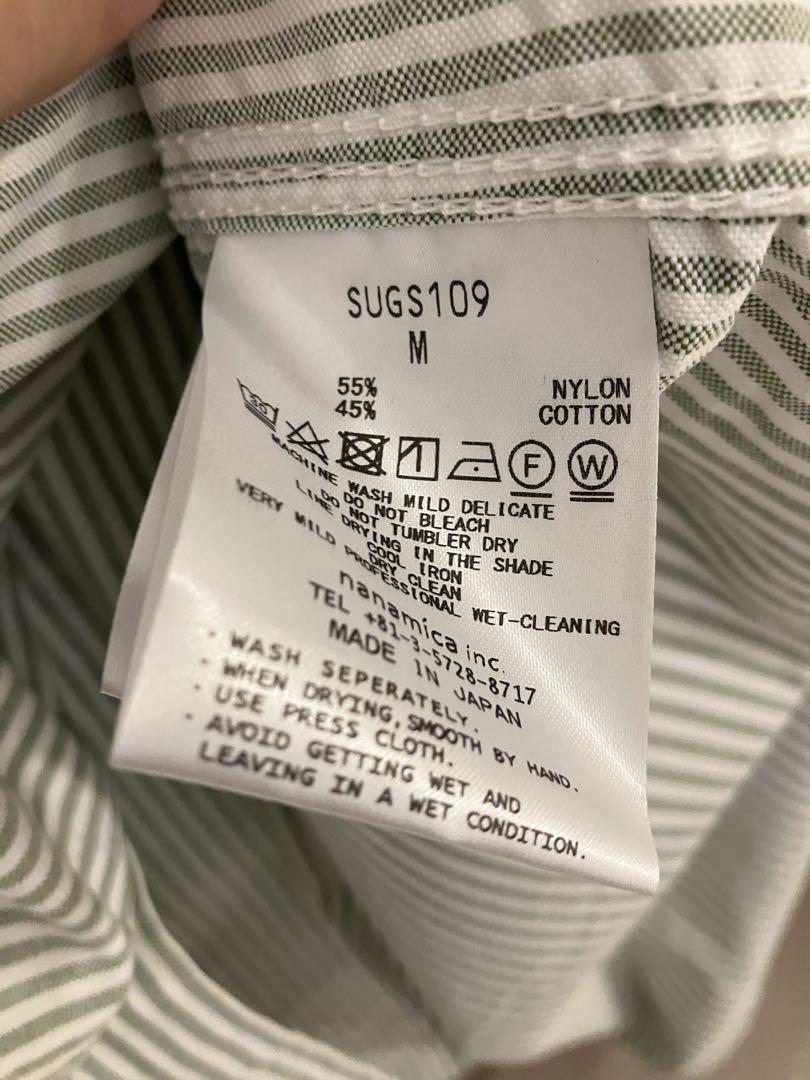 SUGS109
M
55% NYLON
45% COTTON
30 1 F W
MACHINE WASH MILD DELICATE
DO NOT BLEACH
DO NOT TUMBLER DRY
LINE DRYING IN THE SHADE
COOL IRON
DRY CLEAN
VERY MILD PROFESSIONAL WET-CLEANING
nanamica inc.
TEL +81-3-5728-8717
MADE IN JAPAN
· WASH SEPERATELY.
· WHEN DRYING, SMOOTH BY HAND.
· USE PRESS CLOTH.
· AVOID GETTING WET AND
LEAVING IN A WET CONDITION.